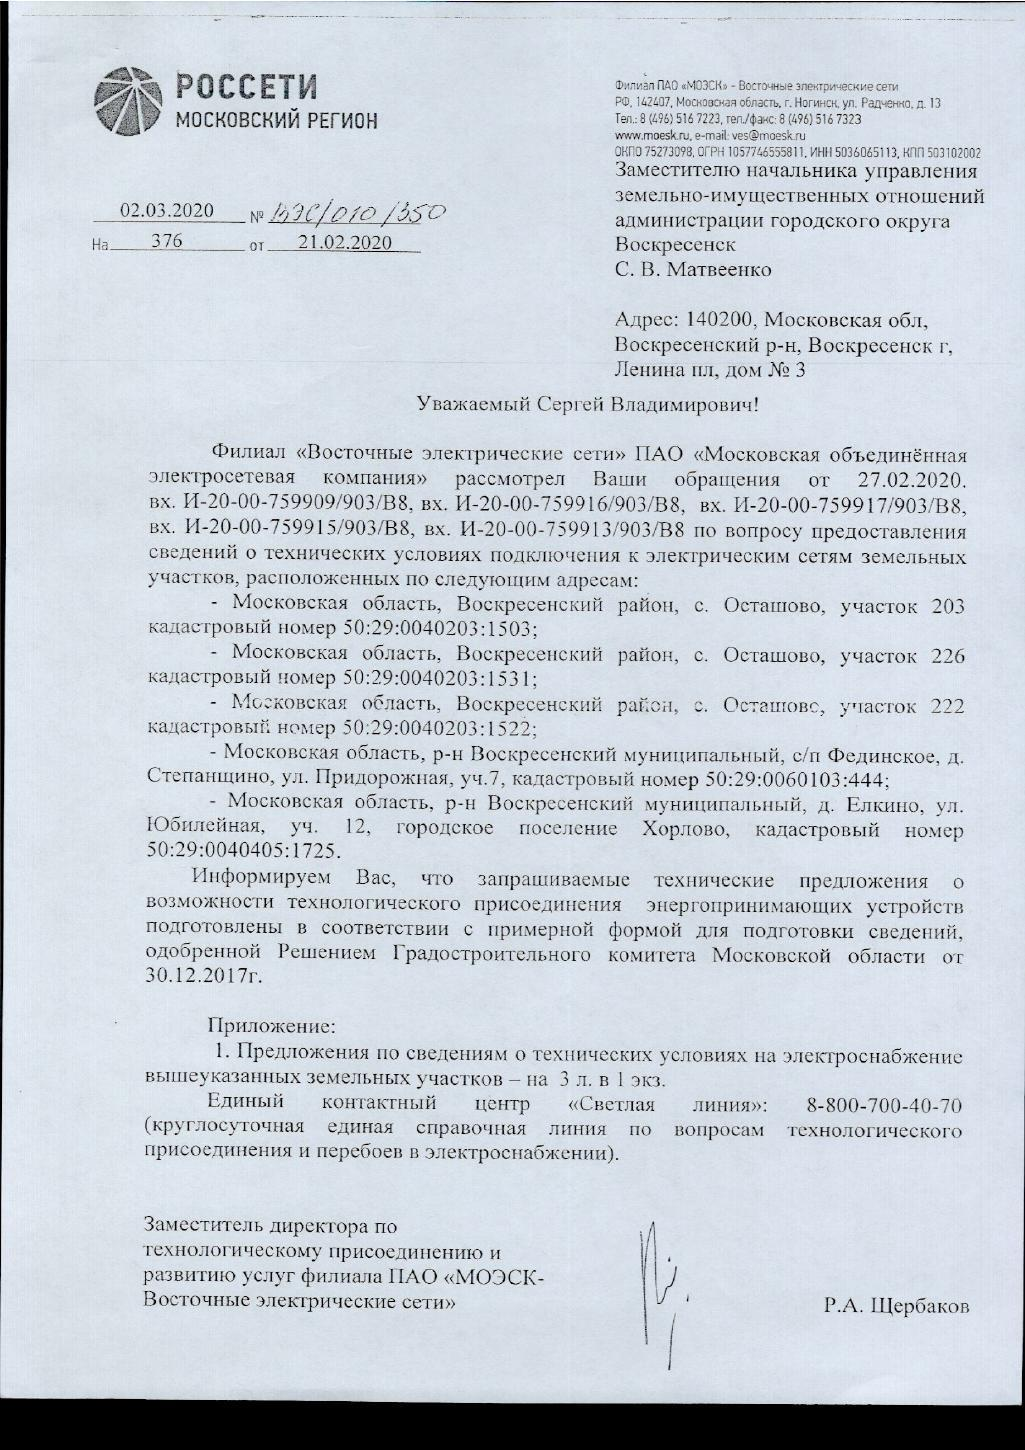 РОССЕТИ
МОСКОВСКИЙ РЕГИОН
Филиал ПАО «МОЭСК» - Восточные электрические сети
РФ, 142407, Московская область, г. Ногинск, ул. Радченко, д. 13
Тел.: 8 (496) 516 7223, тел./факс: 8 (496) 516 7323
www.moesk.ru, e-mail: ves@moesk.ru
ОКПО 75273098, ОГРН 1057746555811, ИНН 5036065113, КПП 503102002
02.03.2020 № ВЭС/010/350
На 376 от 21.02.2020
Заместителю начальника управления
земельно-имущественных отношений
администрации городского округа
Воскресенск
С. В. Матвеенко
Адрес: 140200, Московская обл,
Воскресенский р-н, Воскресенск г,
Ленина пл, дом № 3
Уважаемый Сергей Владимирович!
Филиал «Восточные электрические сети» ПАО «Московская объединённая
электросетевая компания» рассмотрел Ваши обращения от 27.02.2020.
вх. И-20-00-759909/903/В8, вх. И-20-00-759916/903/В8, вх. И-20-00-759917/903/В8,
вх. И-20-00-759915/903/В8, вх. И-20-00-759913/903/В8 по вопросу предоставления
сведений о технических условиях подключения к электрическим сетям земельных
участков, расположенных по следующим адресам:
- Московская область, Воскресенский район, с. Осташово, участок 203
кадастровый номер 50:29:0040203:1503;
- Московская область, Воскресенский район, с. Осташово, участок 226
кадастровый номер 50:29:0040203:1531;
- Московская область, Воскресенский район, с. Осташово, участок 222
кадастровый номер 50:29:0040203:1522;
- Московская область, р-н Воскресенский муниципальный, с/п Фединское, д.
Степанщино, ул. Придорожная, уч.7, кадастровый номер 50:29:0060103:444;
- Московская область, р-н Воскресенский муниципальный, д. Елкино, ул.
Юбилейная, уч. 12, городское поселение Хорлово, кадастровый номер
50:29:0040405:1725.
Информируем Вас, что запрашиваемые технические предложения о
возможности технологического присоединения энергопринимающих устройств
подготовлены в соответствии с примерной формой для подготовки сведений,
одобренной Решением Градостроительного комитета Московской области от
30.12.2017г.
Приложение:
1. Предложения по сведениям о технических условиях на электроснабжение
вышеуказанных земельных участков – на 3 л. в 1 экз.
Единый контактный центр «Светлая линия»: 8-800-700-40-70
(круглосуточная единая справочная линия по вопросам технологического
присоединения и перебоев в электроснабжении).
Заместитель директора по
технологическому присоединению и
развитию услуг филиала ПАО «МОЭСК-
Восточные электрические сети»
Р.А. Щербаков